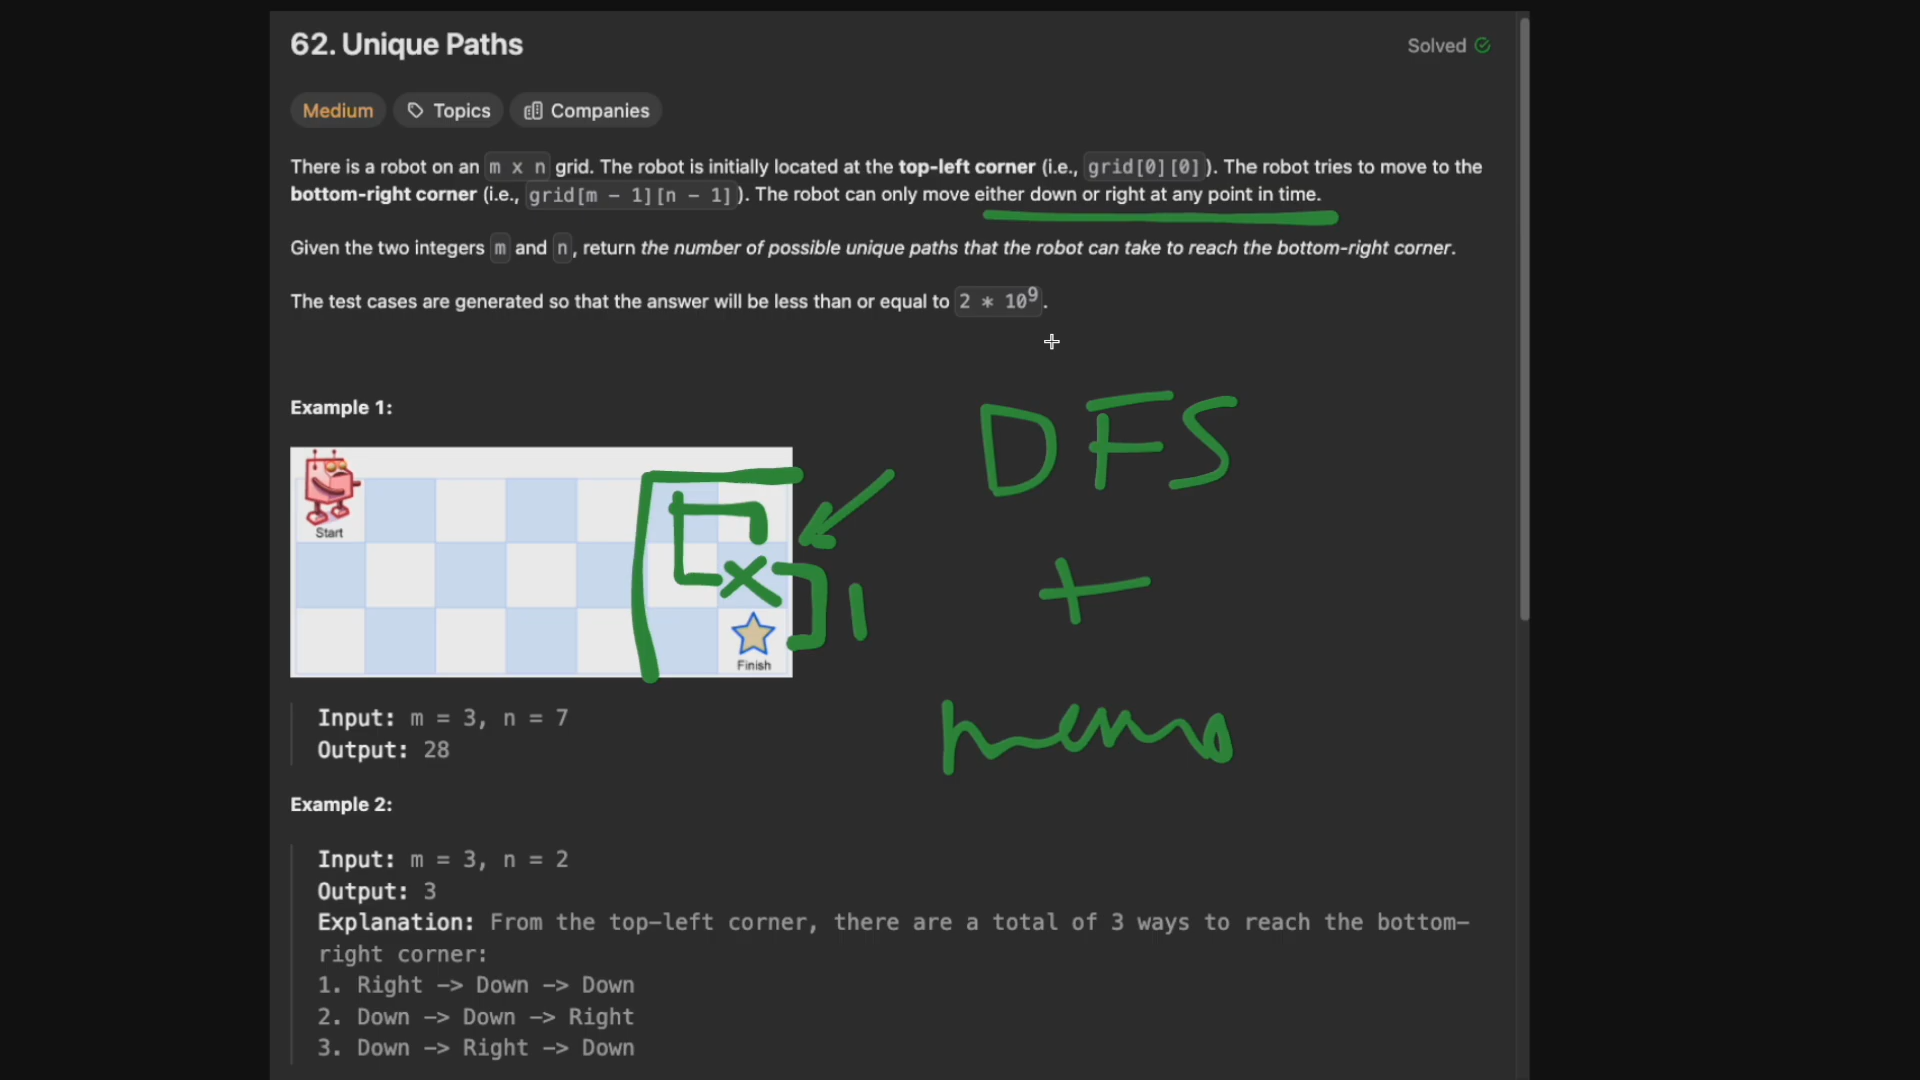 62. Unique Paths
Solved
Medium Topics Companies
There is a robot on an m x n grid. The robot is initially located at the top-left corner (i.e., grid[0][0]). The robot tries to move to the
bottom-right corner (i.e., grid[m - 1][n - 1]). The robot can only move either down or right at any point in time.
Given the two integers m and n, return the number of possible unique paths that the robot can take to reach the bottom-right corner.
The test cases are generated so that the answer will be less than or equal to 2 * 10⁹.
Example 1:
Start
Finish
x
1
DFS
+
memo
Input: m = 3, n = 7
Output: 28
Example 2:
Input: m = 3, n = 2
Output: 3
Explanation: From the top-left corner, there are a total of 3 ways to reach the bottom-
right corner:
1. Right -> Down -> Down
2. Down -> Down -> Right
3. Down -> Right -> Down